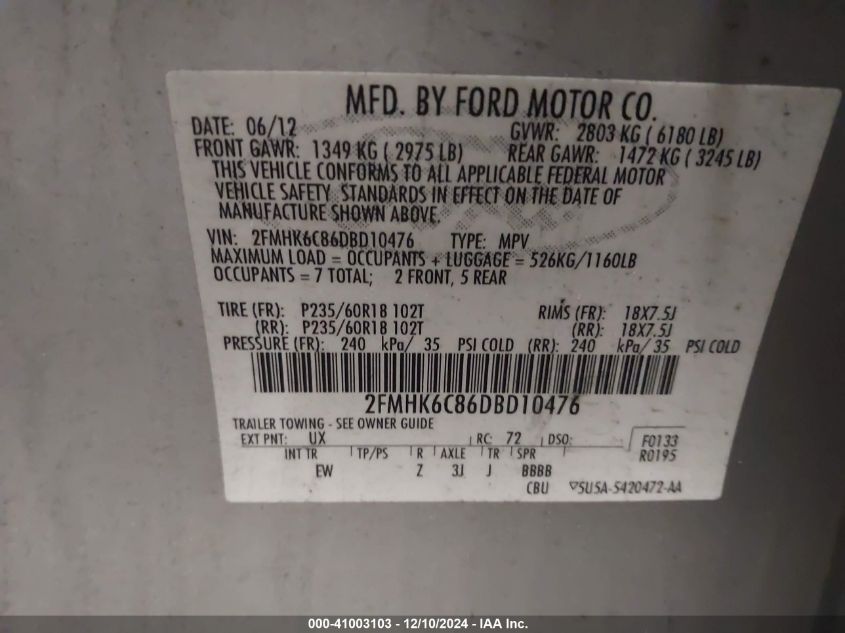 MFD. BY FORD MOTOR CO.
DATE: 06/12 GVWR: 2803 KG ( 6180 LB)
FRONT GAWR: 1349 KG ( 2975 LB) REAR GAWR: 1472 KG ( 3245 LB)
THIS VEHICLE CONFORMS TO ALL APPLICABLE FEDERAL MOTOR
VEHICLE SAFETY STANDARDS IN EFFECT ON THE DATE OF
MANUFACTURE SHOWN ABOVE.
VIN: 2FMHK6C86DBD10476 TYPE: MPV
MAXIMUM LOAD = OCCUPANTS + LUGGAGE = 526KG/1160LB
OCCUPANTS = 7 TOTAL; 2 FRONT, 5 REAR
TIRE (FR): P235/60R18 102T RIMS (FR): 18X7.5J
(RR): P235/60R18 102T (RR): 18X7.5J
PRESSURE (FR): 240 kPa/ 35 PSI COLD (RR): 240 kPa/ 35 PSI COLD
2FMHK6C86DBD10476
TRAILER TOWING - SEE OWNER GUIDE
EXT PNT: UX RC: 72 DSO: F0133
INT TR TP/PS R AXLE TR SPR R0195
EW Z 3J J BBBB
CBU ▽5U5A-5420472-AA
000-41003103 - 12/10/2024 - IAA Inc.